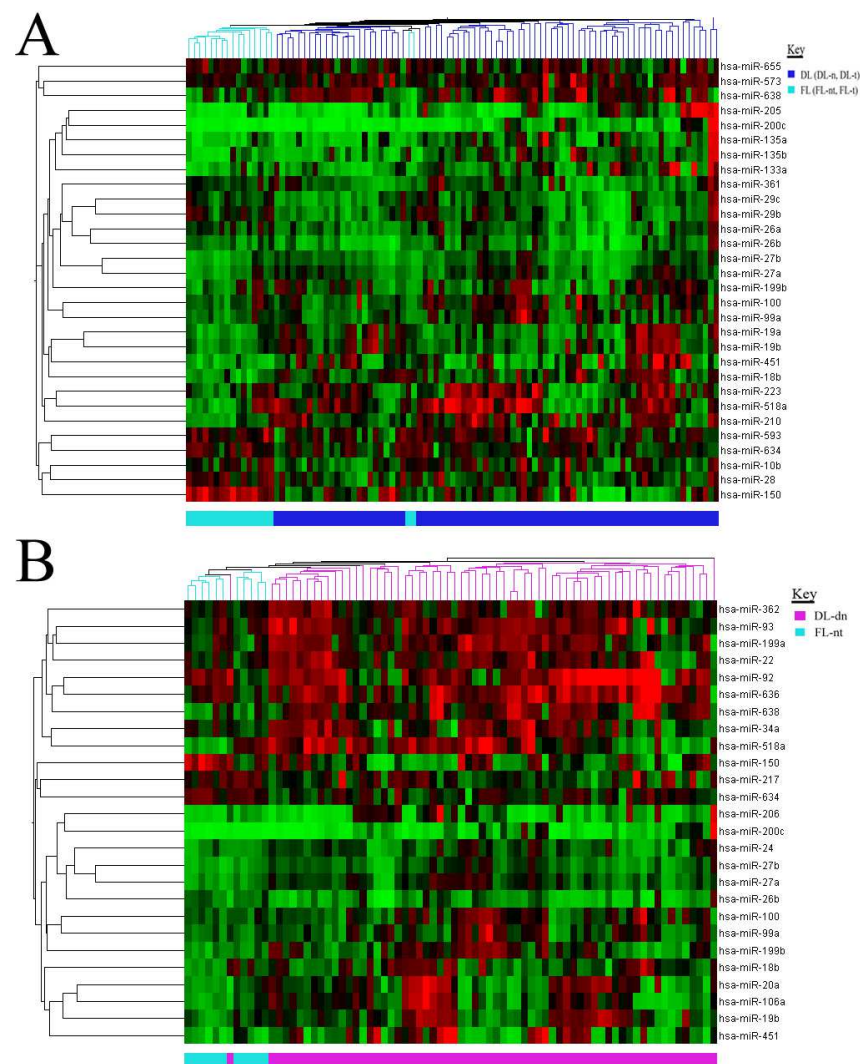 A
Key
DL (DL-n, DL-t)
FL (FL-nt, FL-t)
hsa-miR-655
hsa-miR-573
hsa-miR-638
hsa-miR-205
hsa-miR-200c
hsa-miR-135a
hsa-miR-135b
hsa-miR-133a
hsa-miR-361
hsa-miR-29c
hsa-miR-29b
hsa-miR-26a
hsa-miR-26b
hsa-miR-27b
hsa-miR-27a
hsa-miR-199b
hsa-miR-100
hsa-miR-99a
hsa-miR-19a
hsa-miR-19b
hsa-miR-451
hsa-miR-18b
hsa-miR-223
hsa-miR-518a
hsa-miR-210
hsa-miR-593
hsa-miR-634
hsa-miR-10b
hsa-miR-28
hsa-miR-150
B
Key
DL-dn
FL-nt
hsa-miR-362
hsa-miR-93
hsa-miR-199a
hsa-miR-22
hsa-miR-92
hsa-miR-636
hsa-miR-638
hsa-miR-34a
hsa-miR-518a
hsa-miR-150
hsa-miR-217
hsa-miR-634
hsa-miR-206
hsa-miR-200c
hsa-miR-24
hsa-miR-27b
hsa-miR-27a
hsa-miR-26b
hsa-miR-100
hsa-miR-99a
hsa-miR-199b
hsa-miR-18b
hsa-miR-20a
hsa-miR-106a
hsa-miR-19b
hsa-miR-451